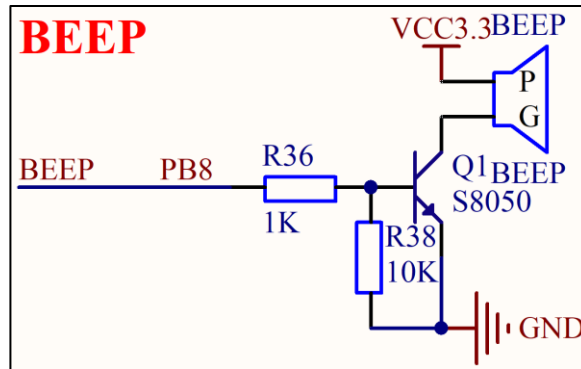 BEEP
VCC3.3 BEEP
P
G
BEEP PB8
R36
1K
Q1 BEEP
S8050
R38
10K
GND